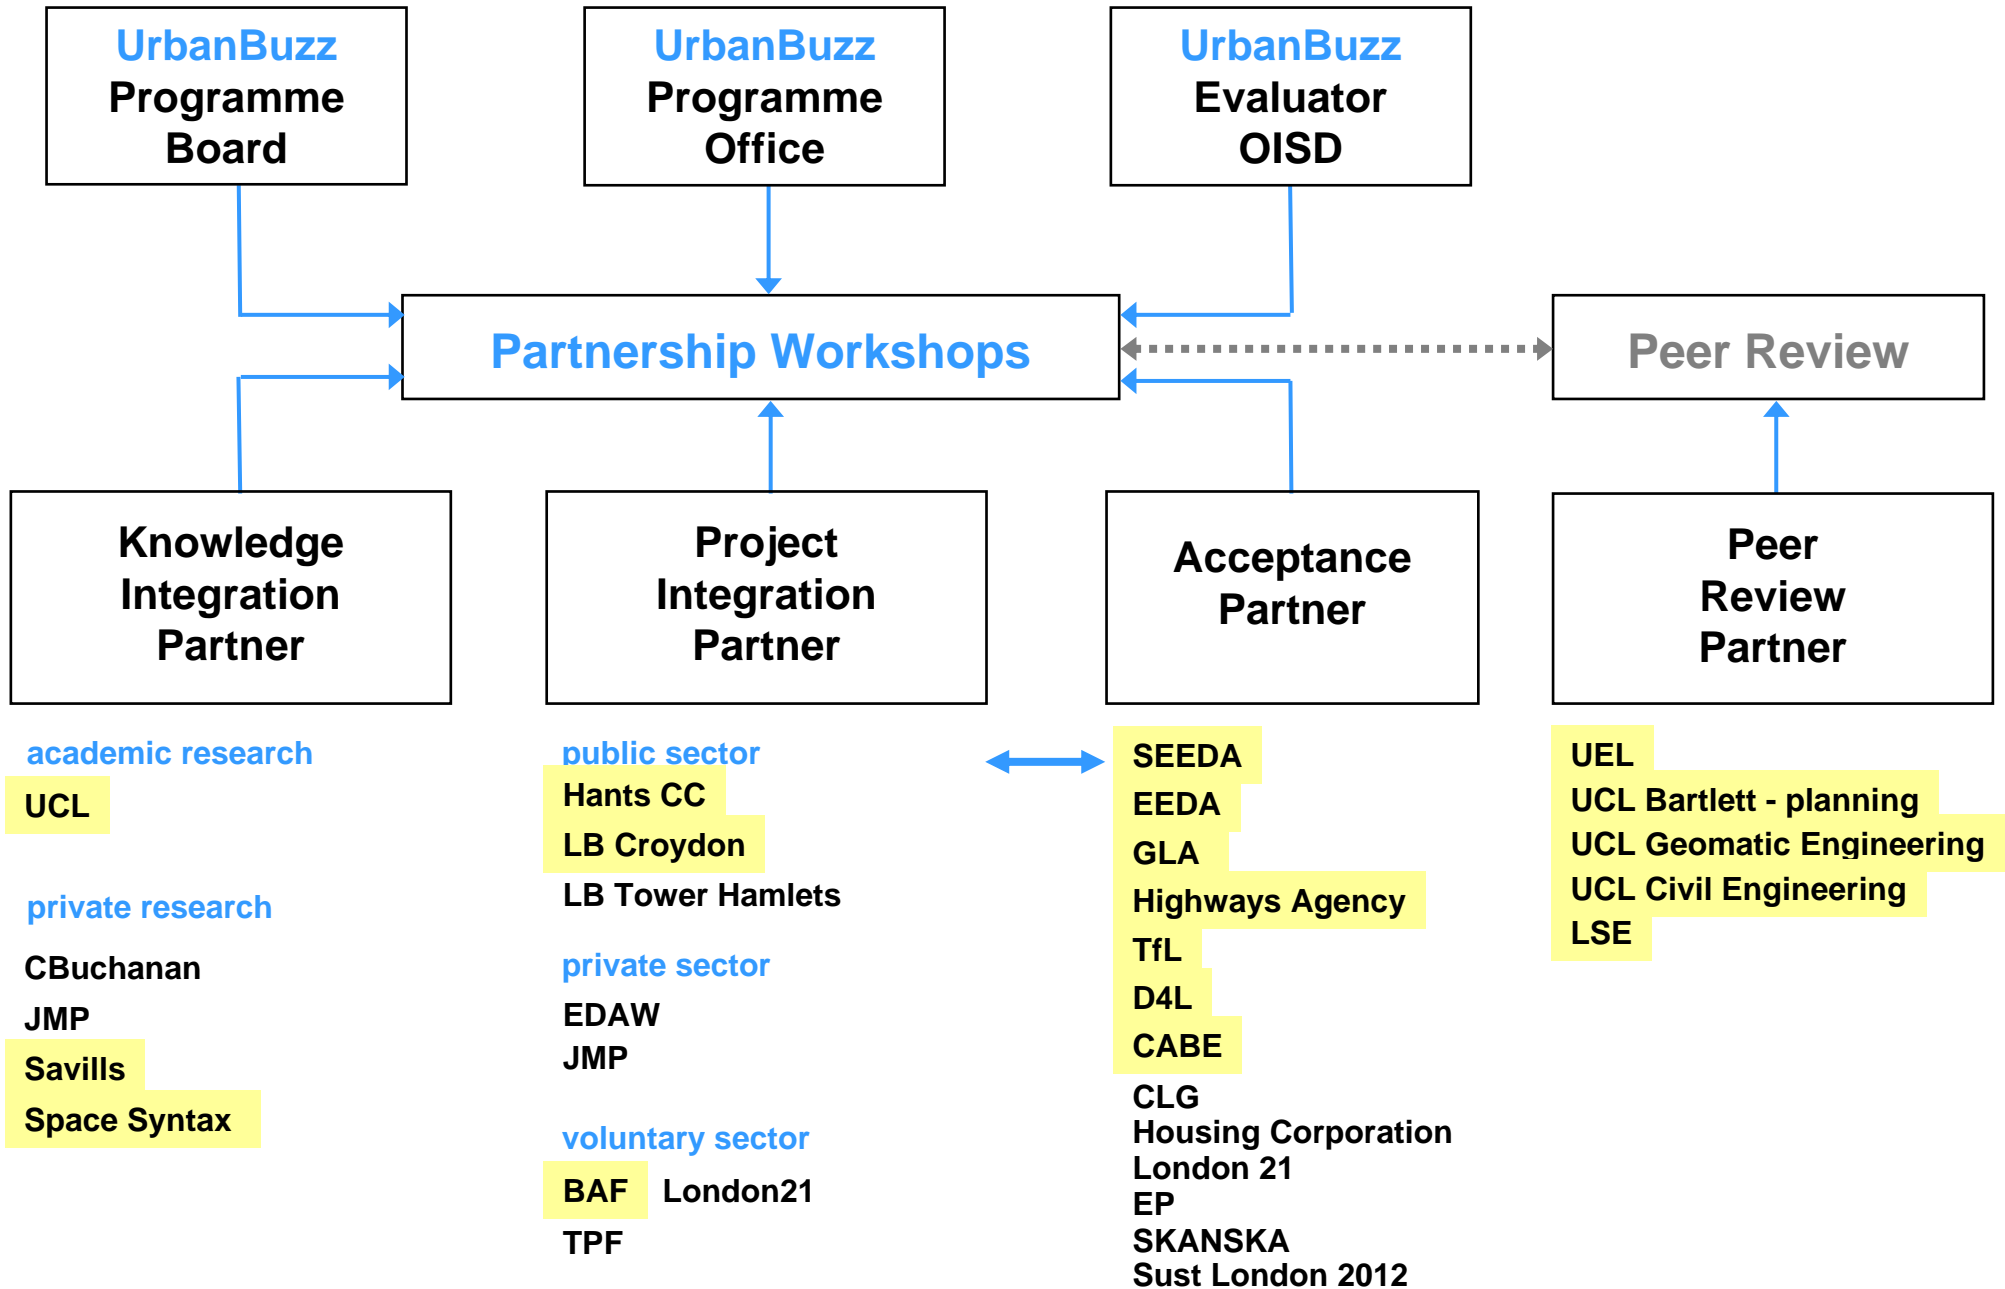 UrbanBuzz
Programme
Board
UrbanBuzz
Programme
Office
UrbanBuzz
Evaluator
OISD
Partnership Workshops
Peer Review
Knowledge
Integration
Partner
Project
Integration
Partner
Acceptance
Partner
Peer
Review
Partner
academic research
UCL
private research
CBuchanan
JMP
Savills
Space Syntax
public sector
Hants CC
LB Croydon
LB Tower Hamlets
private sector
EDAW
JMP
voluntary sector
BAF London21
TPF
SEEDA
EEDA
GLA
Highways Agency
TfL
D4L
CABE
CLG
Housing Corporation
London 21
EP
SKANSKA
Sust London 2012
UEL
UCL Bartlett - planning
UCL Geomatic Engineering
UCL Civil Engineering
LSE